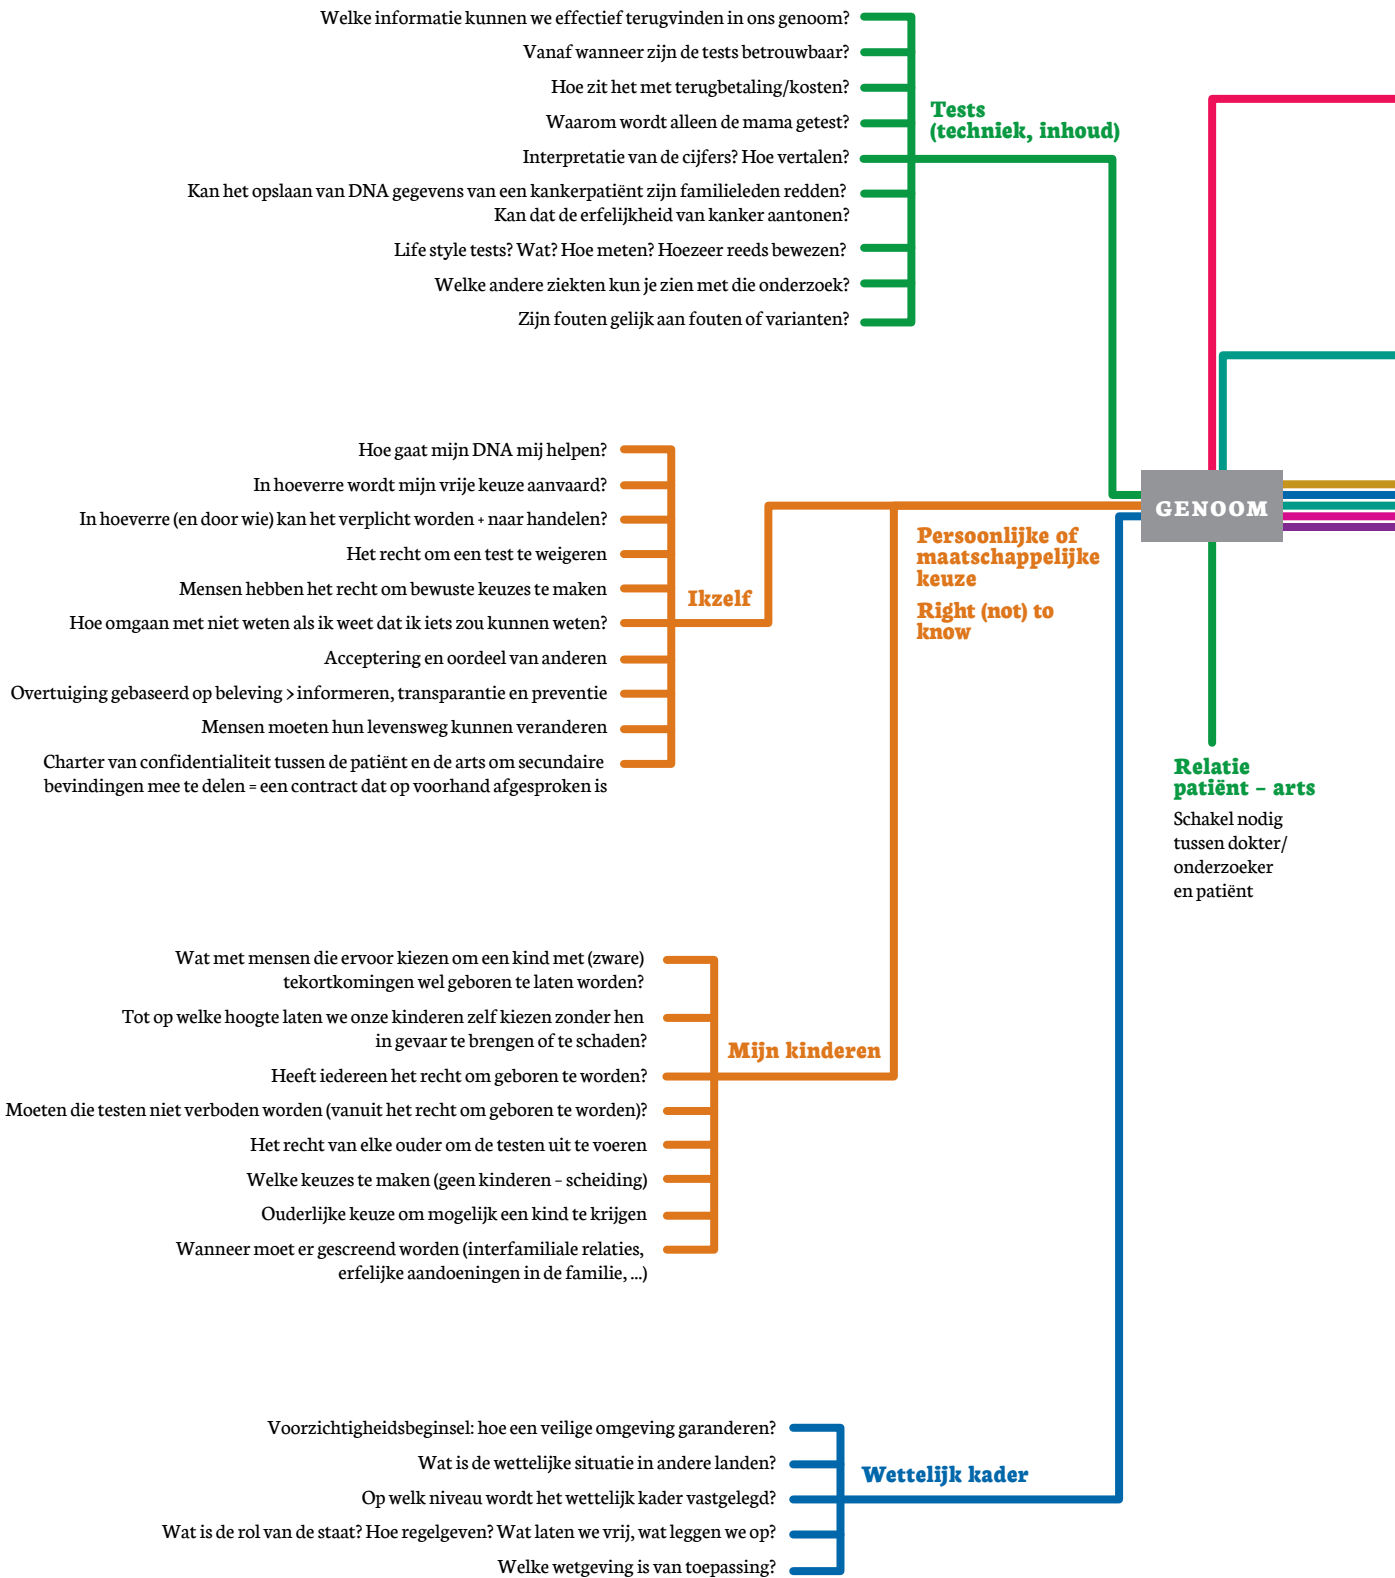 Welke informatie kunnen we effectief terugvinden in ons genoom?
Vanaf wanneer zijn de tests betrouwbaar?
Hoe zit het met terugbetaling/kosten?
Waarom wordt alleen de mama getest?
Interpretatie van de cijfers? Hoe vertalen?
Kan het opslaan van DNA gegevens van een kankerpatiënt zijn familieleden redden?
Kan dat de erfelijkheid van kanker aantonen?
Life style tests? Wat? Hoe meten? Hoezeer reeds bewezen?
Welke andere ziekten kun je zien met die onderzoek?
Zijn fouten gelijk aan fouten of varianten?
Tests
(techniek, inhoud)
Hoe gaat mijn DNA mij helpen?
In hoeverre wordt mijn vrije keuze aanvaard?
In hoeverre (en door wie) kan het verplicht worden + naar handelen?
Het recht om een test te weigeren
Mensen hebben het recht om bewuste keuzes te maken
Hoe omgaan met niet weten als ik weet dat ik iets zou kunnen weten?
Acceptering en oordeel van anderen
Overtuiging gebaseerd op beleving > informeren, transparantie en preventie
Mensen moeten hun levensweg kunnen veranderen
Charter van confidentialiteit tussen de patiënt en de arts om secundaire
bevindingen mee te delen = een contract dat op voorhand afgesproken is
Ikzelf
Persoonlijke of
maatschappelijke
keuze
Right (not) to
know
GENOOM
Relatie
patiënt – arts
Schakel nodig
tussen dokter/
onderzoeker
en patiënt
Wat met mensen die ervoor kiezen om een kind met (zware)
tekortkomingen wel geboren te laten worden?
Tot op welke hoogte laten we onze kinderen zelf kiezen zonder hen
in gevaar te brengen of te schaden?
Heeft iedereen het recht om geboren te worden?
Moeten die testen niet verboden worden (vanuit het recht om geboren te worden)?
Het recht van elke ouder om de testen uit te voeren
Welke keuzes te maken (geen kinderen – scheiding)
Ouderlijke keuze om mogelijk een kind te krijgen
Wanneer moet er gescreend worden (interfamiliale relaties,
erfelijke aandoeningen in de familie, ...)
Mijn kinderen
Voorzichtigheidsbeginsel: hoe een veilige omgeving garanderen?
Wat is de wettelijke situatie in andere landen?
Op welk niveau wordt het wettelijk kader vastgelegd?
Wat is de rol van de staat? Hoe regelgeven? Wat laten we vrij, wat leggen we op?
Welke wetgeving is van toepassing?
Wettelijk kader